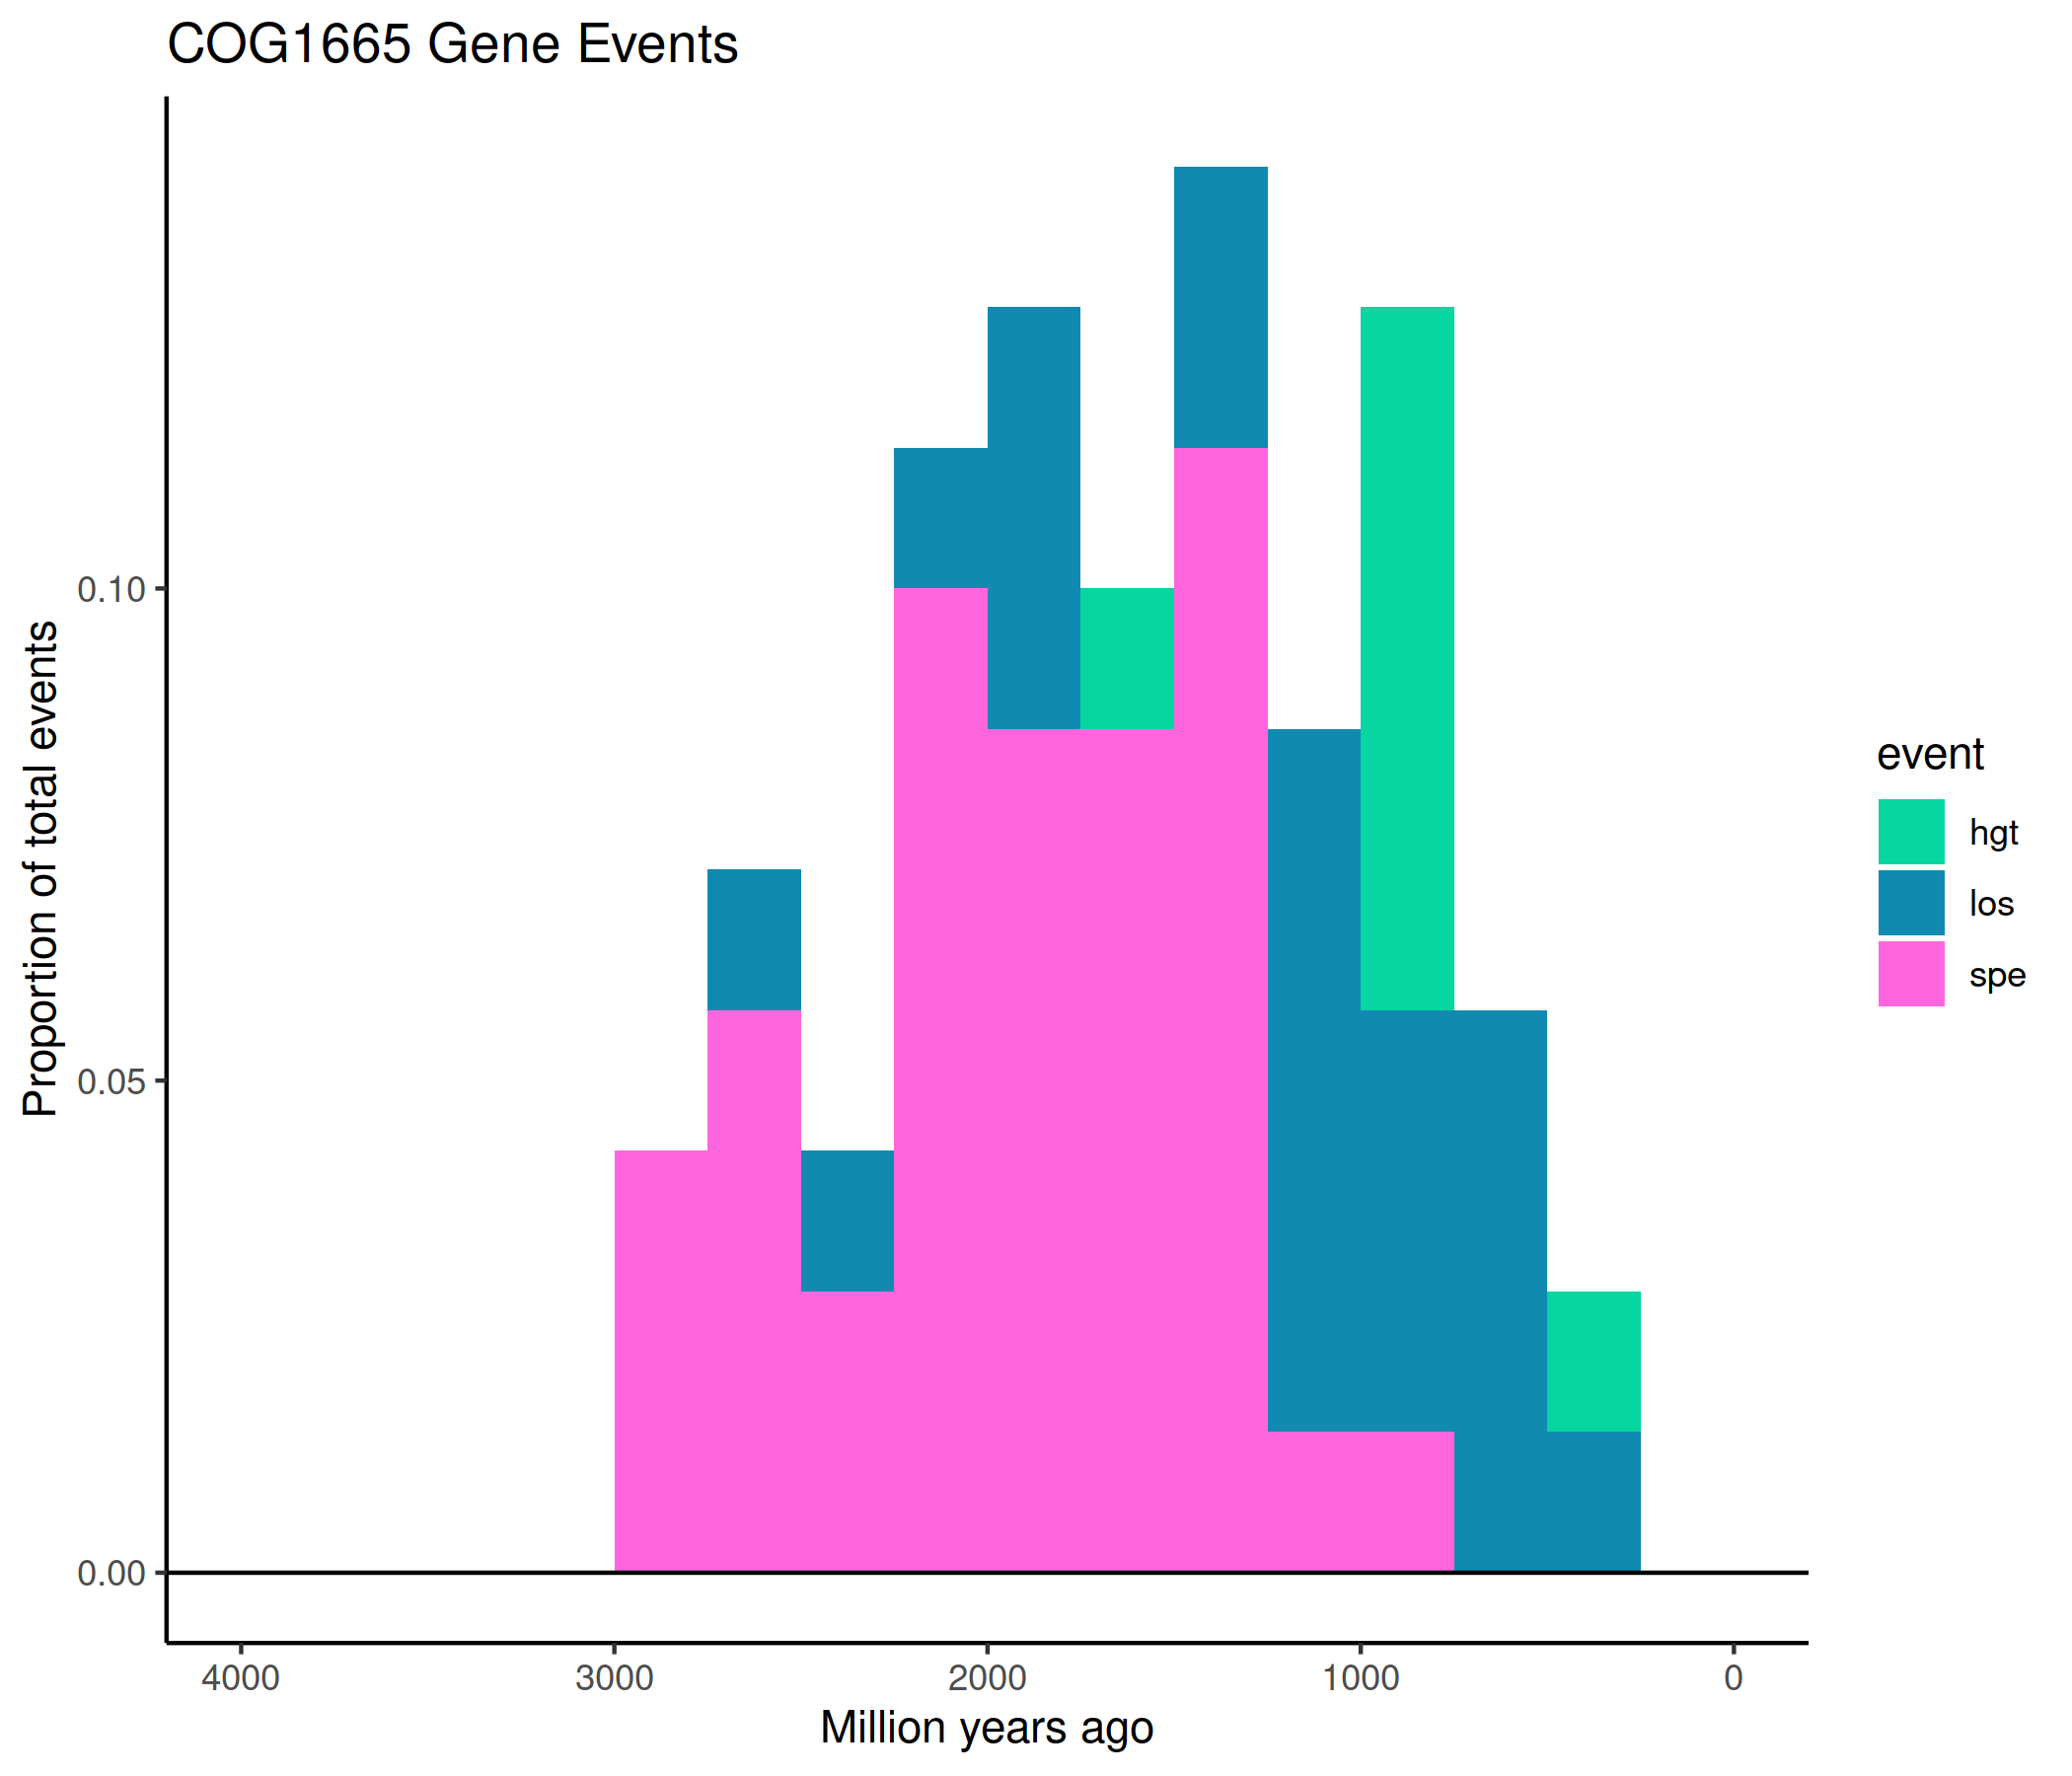 COG1665 Gene Events
Proportion of total events
0.10
0.05
0.00
4000 3000 2000 1000 0
Million years ago
event
hgt
los
spe